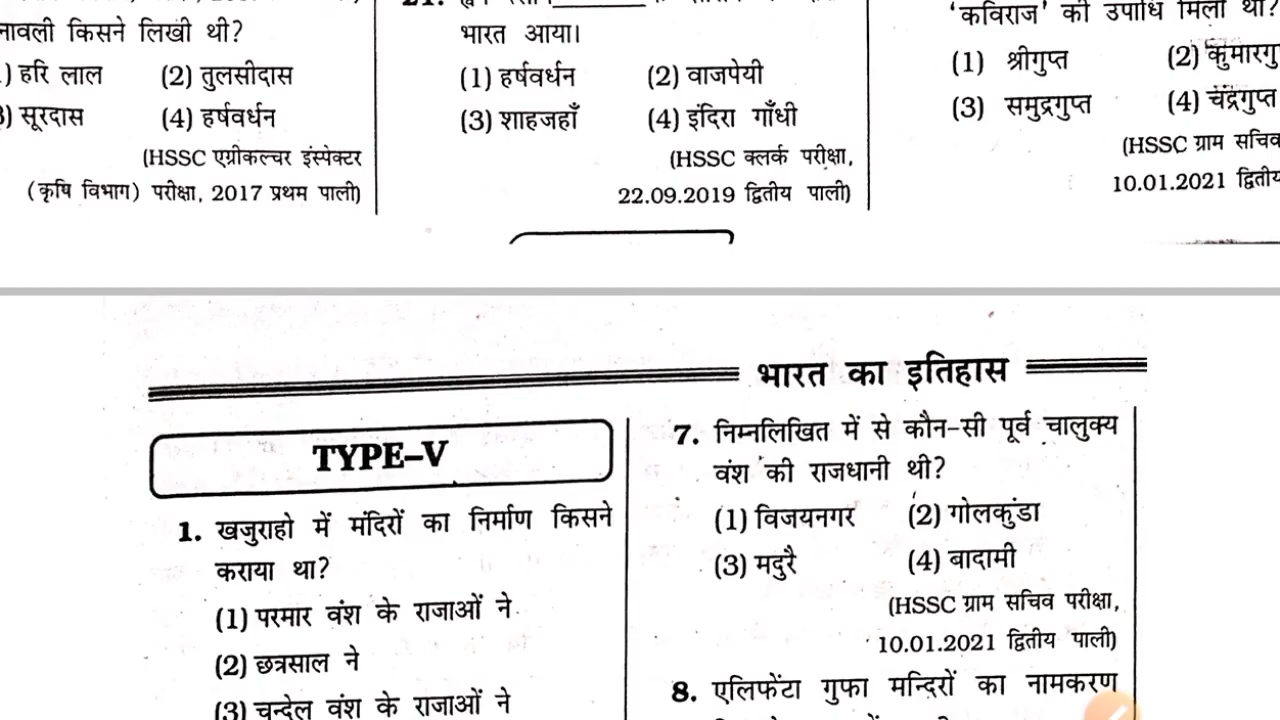 नावली किसने लिखी थी?
हरि लाल (2) तुलसीदास
सूरदास (4) हर्षवर्धन
(HSSC एग्रीकल्चर इंस्पेक्टर
(कृषि विभाग) परीक्षा, 2017 प्रथम पाली)
21.
भारत आया।
(1) हर्षवर्धन (2) वाजपेयी
(3) शाहजहाँ (4) इंदिरा गाँधी
(HSSC क्लर्क परीक्षा,
22.09.2019 द्वितीय पाली)
'कविराज' की उपाधि मिली थी?
(1) श्रीगुप्त (2) कुमारगु
(3) समुद्रगुप्त (4) चंद्रगुप्त
(HSSC ग्राम सचिव
10.01.2021 द्वितीय
भारत का इतिहास
TYPE–V
1. खजुराहो में मंदिरों का निर्माण किसने
कराया था?
(1) परमार वंश के राजाओं ने
(2) छत्रसाल ने
(3) चन्देल वंश के राजाओं ने
7. निम्नलिखित में से कौन-सी पूर्व चालुक्य
वंश की राजधानी थी?
(1) विजयनगर (2) गोलकुंडा
(3) मदुरै (4) बादामी
(HSSC ग्राम सचिव परीक्षा,
10.01.2021 द्वितीय पाली)
8. एलिफेंटा गुफा मन्दिरों का नामकरण